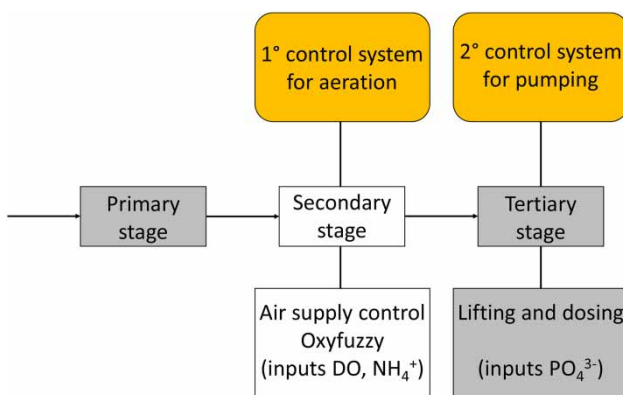 1° control system
for aeration
2° control system
for pumping
Primary
stage
Secondary
stage
Tertiary
stage
Air supply control
Oxyfuzzy
(inputs DO, NH₄⁺)
Lifting and dosing
(inputs PO₄³⁻)